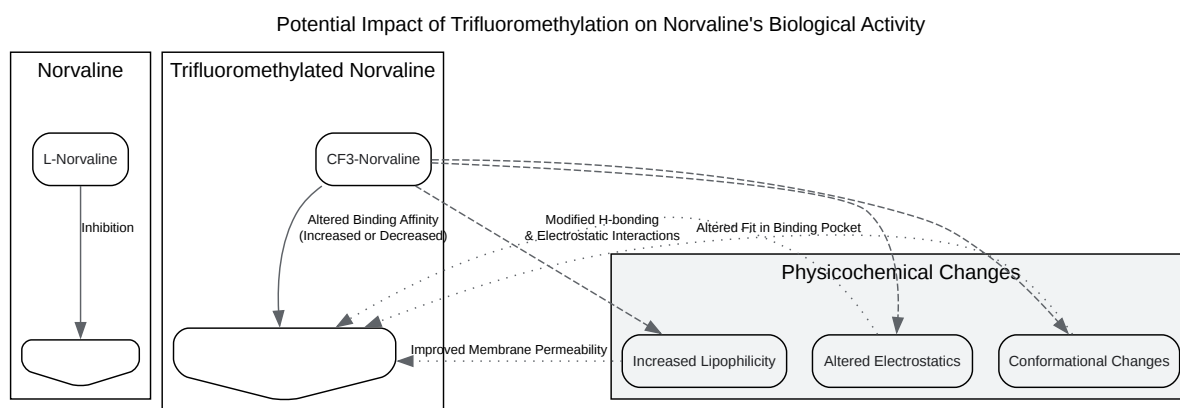 Potential Impact of Trifluoromethylation on Norvaline's Biological Activity
Norvaline
Trifluoromethylated Norvaline
L-Norvaline
CF3-Norvaline
Inhibition
Altered Binding Affinity
(Increased or Decreased)
Modified H-bonding
& Electrostatic Interactions
Altered Fit in Binding Pocket
Physicochemical Changes
Improved Membrane Permeability
Increased Lipophilicity
Altered Electrostatics
Conformational Changes